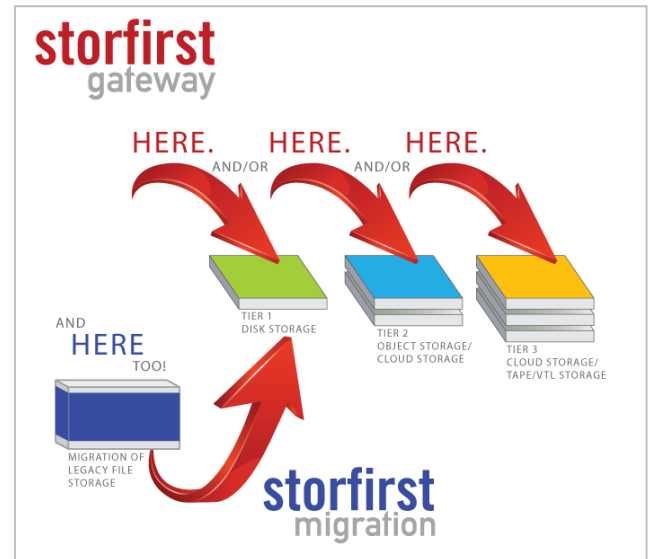 storfirst
gateway
HERE.
AND/OR
HERE.
AND/OR
HERE.
TIER 1
DISK STORAGE
TIER 2
OBJECT STORAGE/
CLOUD STORAGE
TIER 3
CLOUD STORAGE/
TAPE/VTL STORAGE
AND
HERE
TOO!
MIGRATION OF
LEGACY FILE
STORAGE
storfirst
migration